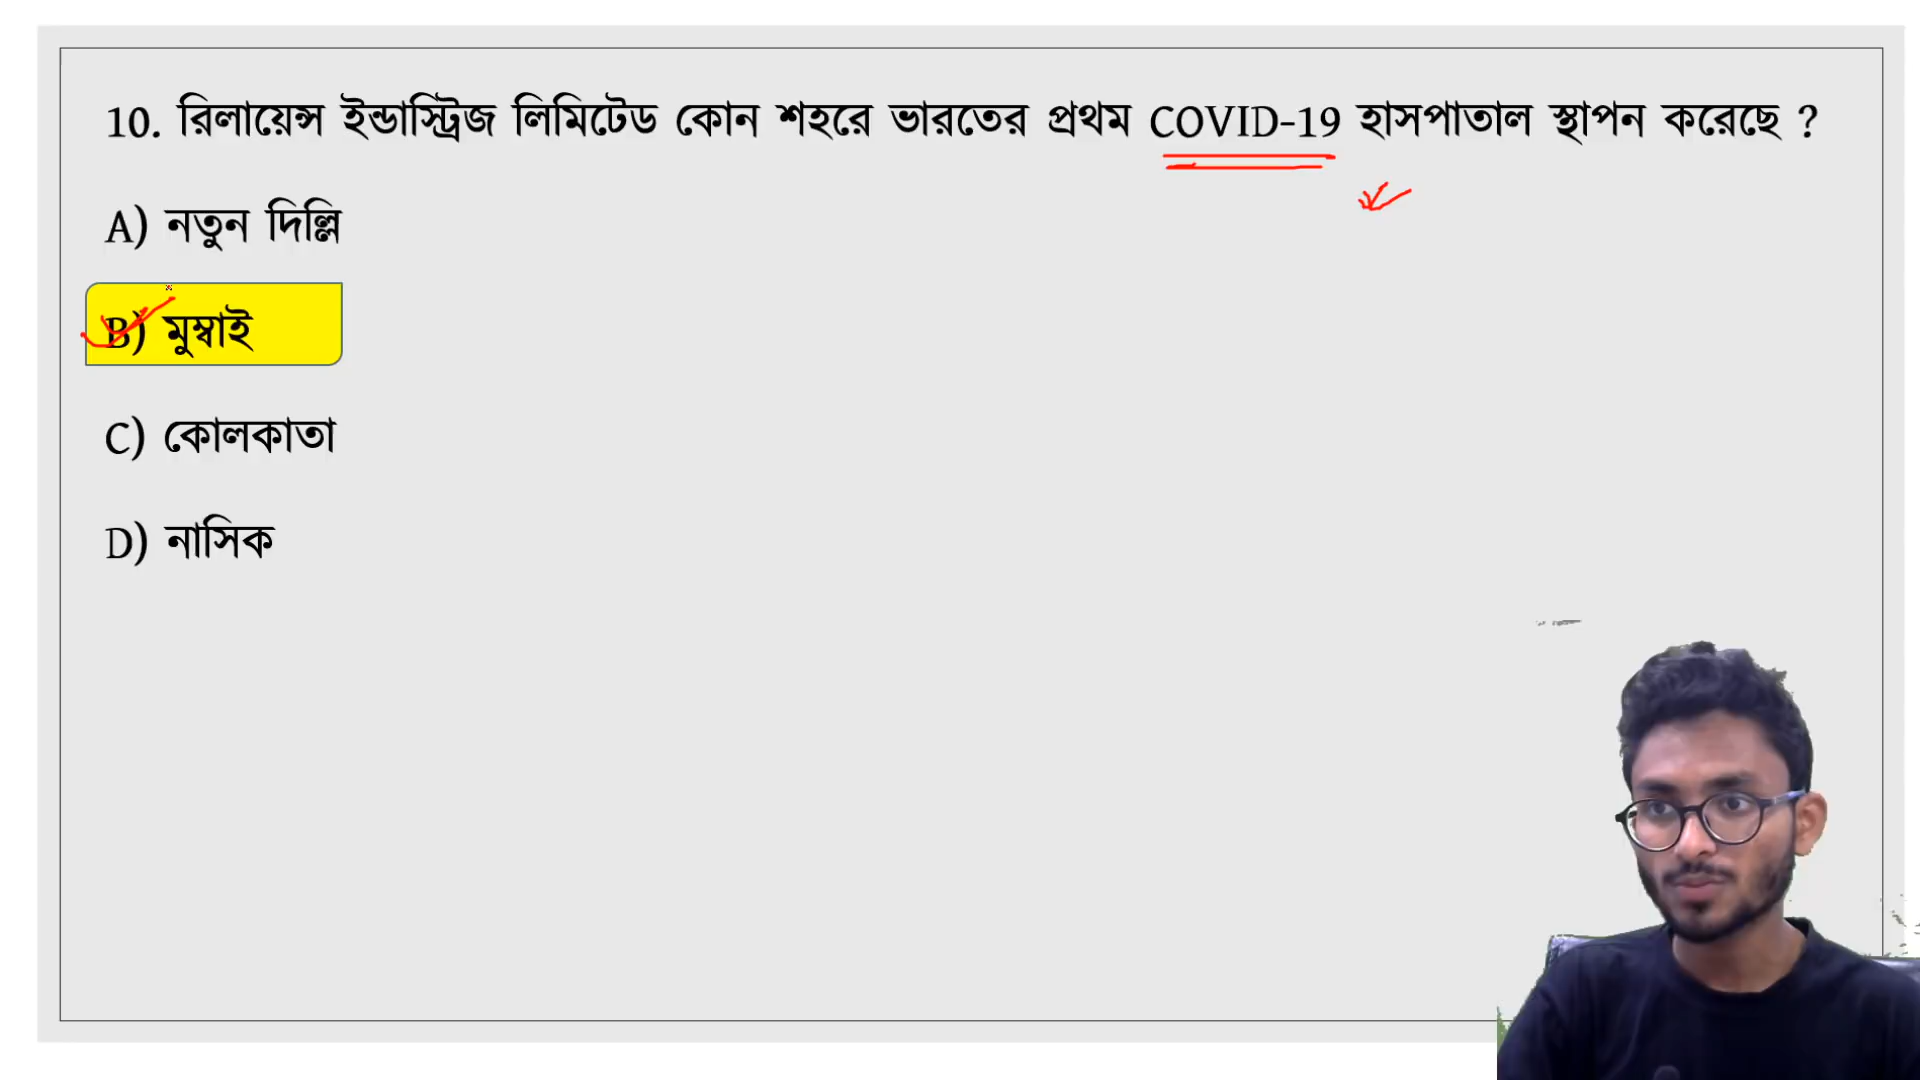 10. রিলায়েন্স ইন্ডাস্ট্রিজ লিমিটেড কোন শহরে ভারতের প্রথম COVID-19 হাসপাতাল স্থাপন করেছে ?
A) নতুন দিল্লি
B) মুম্বাই
C) কোলকাতা
D) নাসিক